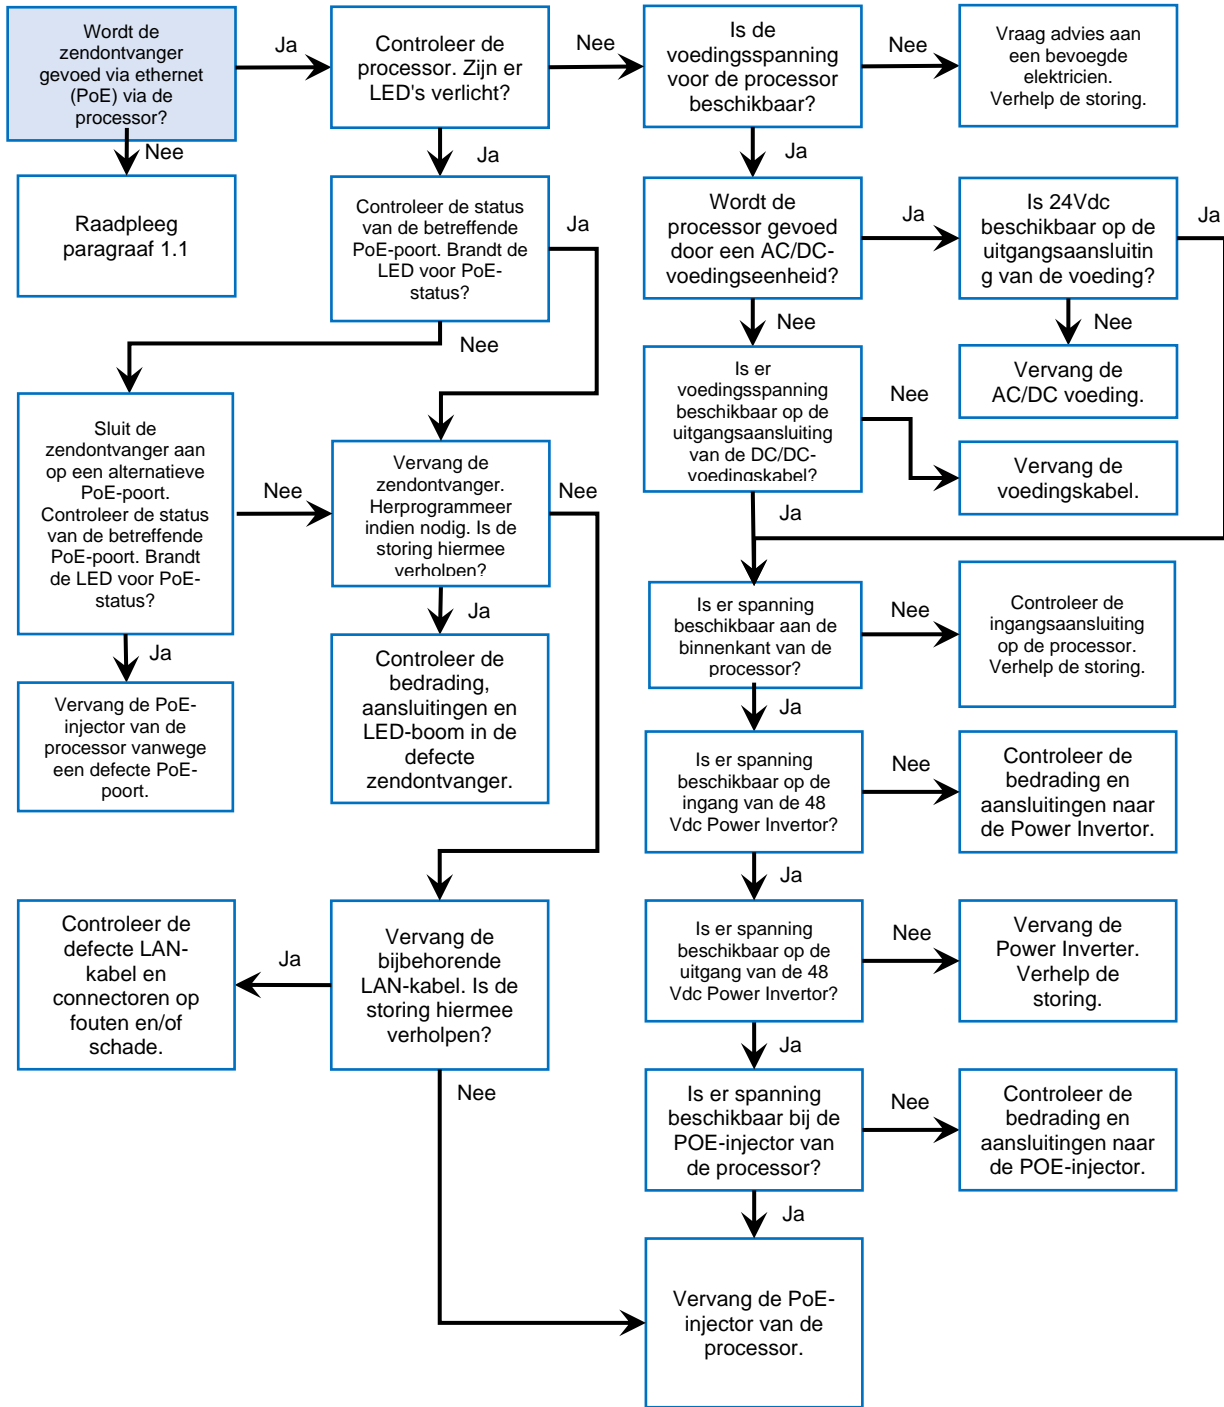 Wordt de
zendontvanger
gevoed via ethernet
(PoE) via de
processor?
Ja
Controleer de
processor. Zijn er
LED's verlicht?
Nee
Is de
voedingsspanning
voor de processor
beschikbaar?
Nee
Vraag advies aan
een bevoegde
elektricien.
Verhelp de storing.
Nee
Ja
Ja
Raadpleeg
paragraaf 1.1
Controleer de status
van de betreffende
PoE-poort. Brandt de
LED voor PoE-
status?
Ja
Wordt de
processor gevoed
door een AC/DC-
voedingseenheid?
Ja
Is 24Vdc
beschikbaar op de
uitgangsaansluitin
g van de voeding?
Ja
Nee
Nee
Nee
Sluit de
zendontvanger aan
op een alternatieve
PoE-poort.
Controleer de status
van de betreffende
PoE-poort. Brandt
de LED voor PoE-
status?
Nee
Vervang de
zendontvanger.
Herprogrammeer
indien nodig. Is de
storing hiermee
verholpen?
Nee
Is er
voedingsspanning
beschikbaar op de
uitgangsaansluiting
van de DC/DC-
voedingskabel?
Nee
Vervang de
AC/DC voeding.
Vervang de
voedingskabel.
Ja
Ja
Ja
Vervang de PoE-
injector van de
processor vanwege
een defecte PoE-
poort.
Controleer de
bedrading,
aansluitingen en
LED-boom in de
defecte
zendontvanger.
Is er spanning
beschikbaar aan de
binnenkant van de
processor?
Nee
Controleer de
ingangsaansluiting
op de processor.
Verhelp de storing.
Ja
Is er spanning
beschikbaar op de
ingang van de 48
Vdc Power Invertor?
Nee
Controleer de
bedrading en
aansluitingen naar
de Power Invertor.
Ja
Controleer de
defecte LAN-
kabel en
connectoren op
fouten en/of
schade.
Ja
Vervang de
bijbehorende
LAN-kabel. Is de
storing hiermee
verholpen?
Is er spanning
beschikbaar op de
uitgang van de 48
Vdc Power Invertor?
Nee
Vervang de
Power Inverter.
Verhelp de
storing.
Ja
Nee
Is er spanning
beschikbaar bij de
POE-injector van
de processor?
Nee
Controleer de
bedrading en
aansluitingen naar
de POE-injector.
Ja
Vervang de PoE-
injector van de
processor.